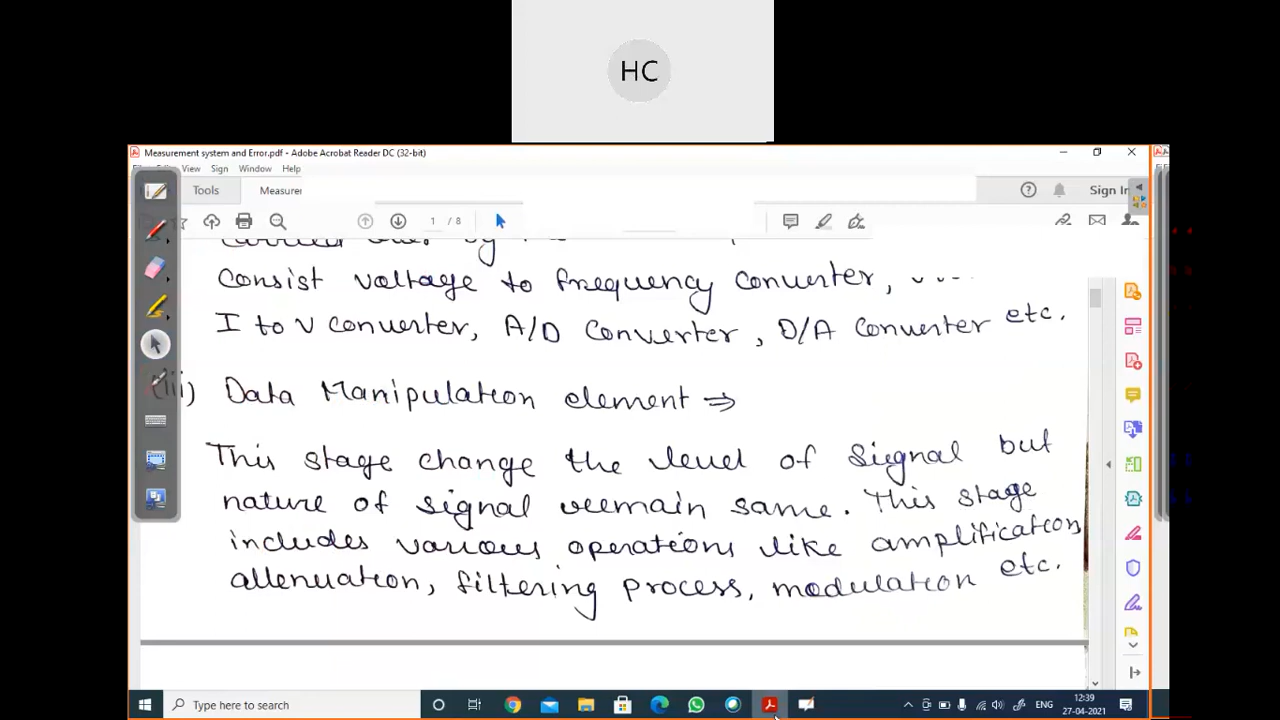 HC
Measurement system and Error.pdf - Adobe Acrobat Reader DC (32-bit)
View Sign Window Help
Tools Measurer Sign In
1 / 8
by
Consist voltage to frequency converter,
I to V converter, A/D Converter, D/A Converter etc.
(iii) Data Manipulation element ⇒
This stage change the level of signal but
nature of signal remain same. This stage
includes various operations like amplification
attenuation, filtering process, modulation etc.
Type here to search
ENG
12:39
27-04-2021